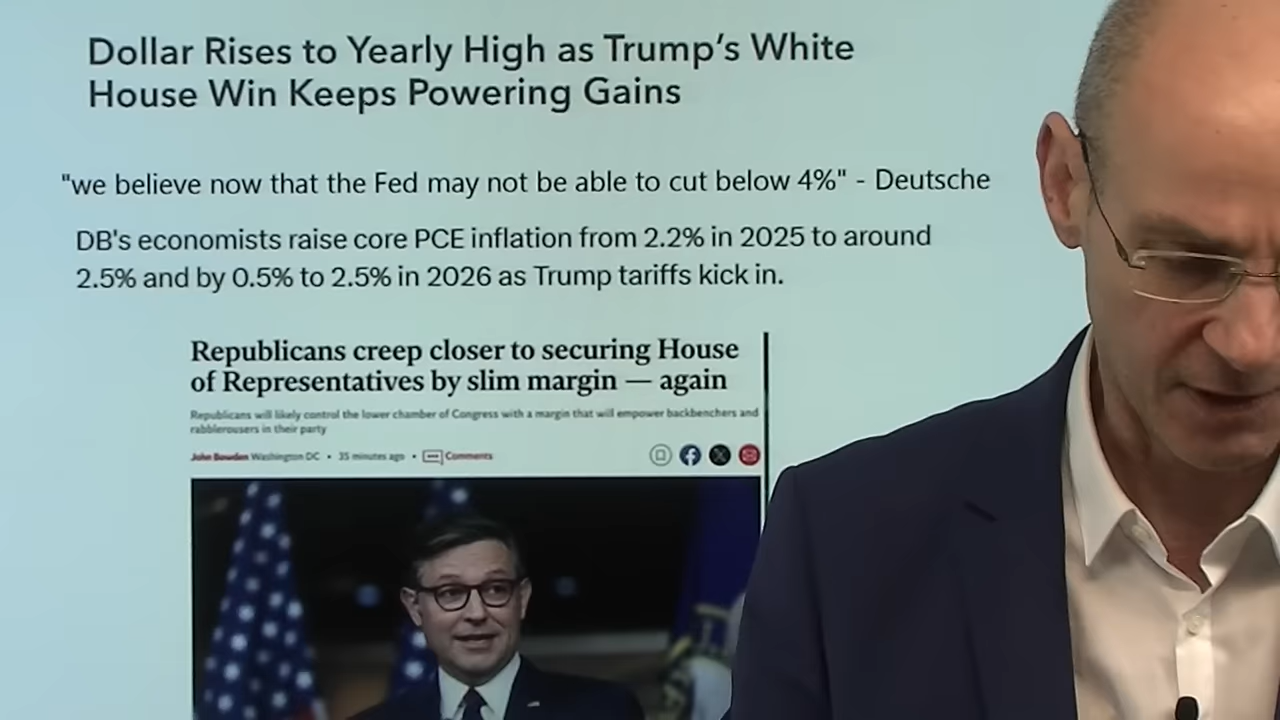 Dollar Rises to Yearly High as Trump's White
House Win Keeps Powering Gains
"we believe now that the Fed may not be able to cut below 4%" - Deutsche
DB's economists raise core PCE inflation from 2.2% in 2025 to around
2.5% and by 0.5% to 2.5% in 2026 as Trump tariffs kick in.
Republicans creep closer to securing House
of Representatives by slim margin — again
Republicans will likely control the lower chamber of Congress with a margin that will empower backbenchers and
rabblerousers in their party
John Bowden Washington DC • 35 minutes ago • Comments